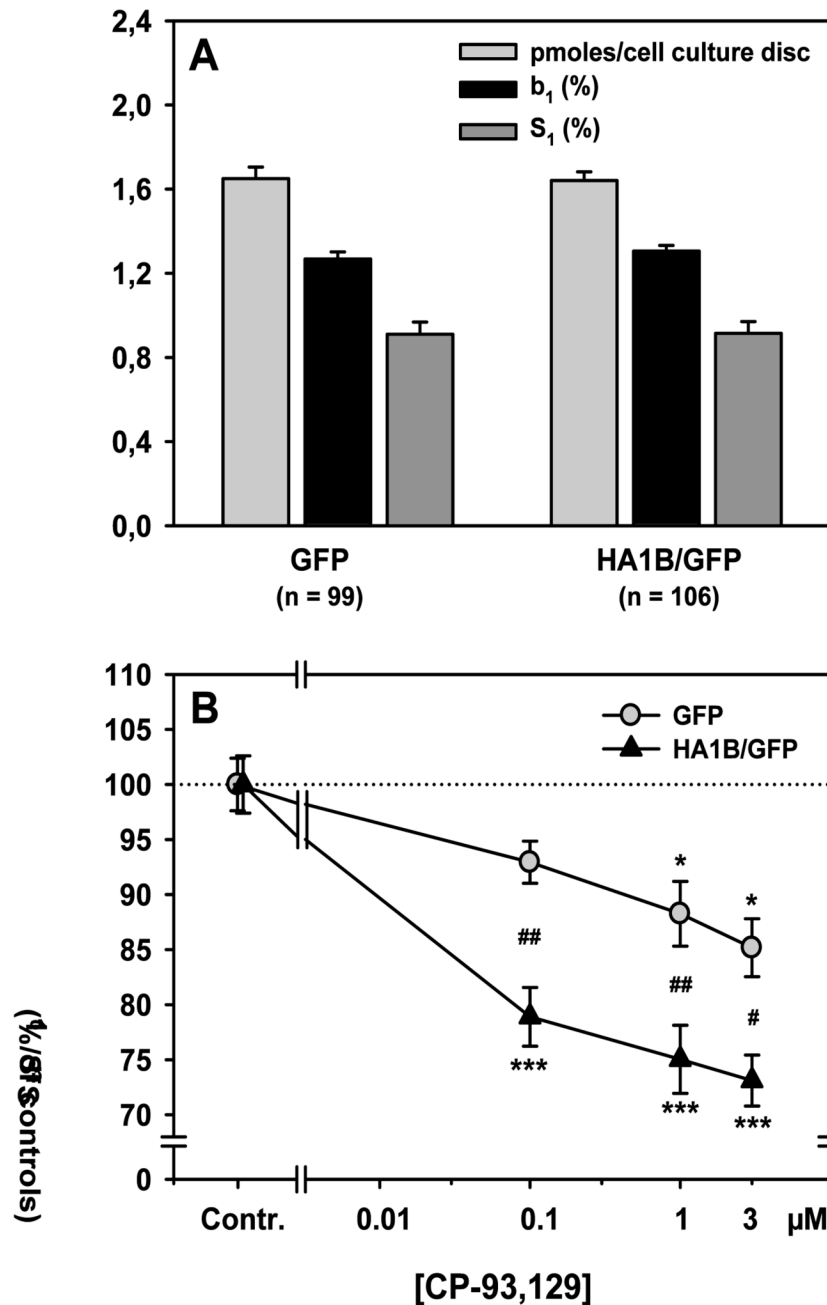 A
pmoles/cell culture disc
b₁ (%)
S₁ (%)
2,4
2,0
1,6
1,2
0,8
0,4
0,0
GFP
HA1B/GFP
(n = 99)
(n = 106)
B
GFP
HA1B/GFP
110
105
100
95
90
85
80
75
70
0
*
*
##
##
#
***
***
***
controls)
Contr.
0.01
0.1
1
3
µM
[CP-93,129]